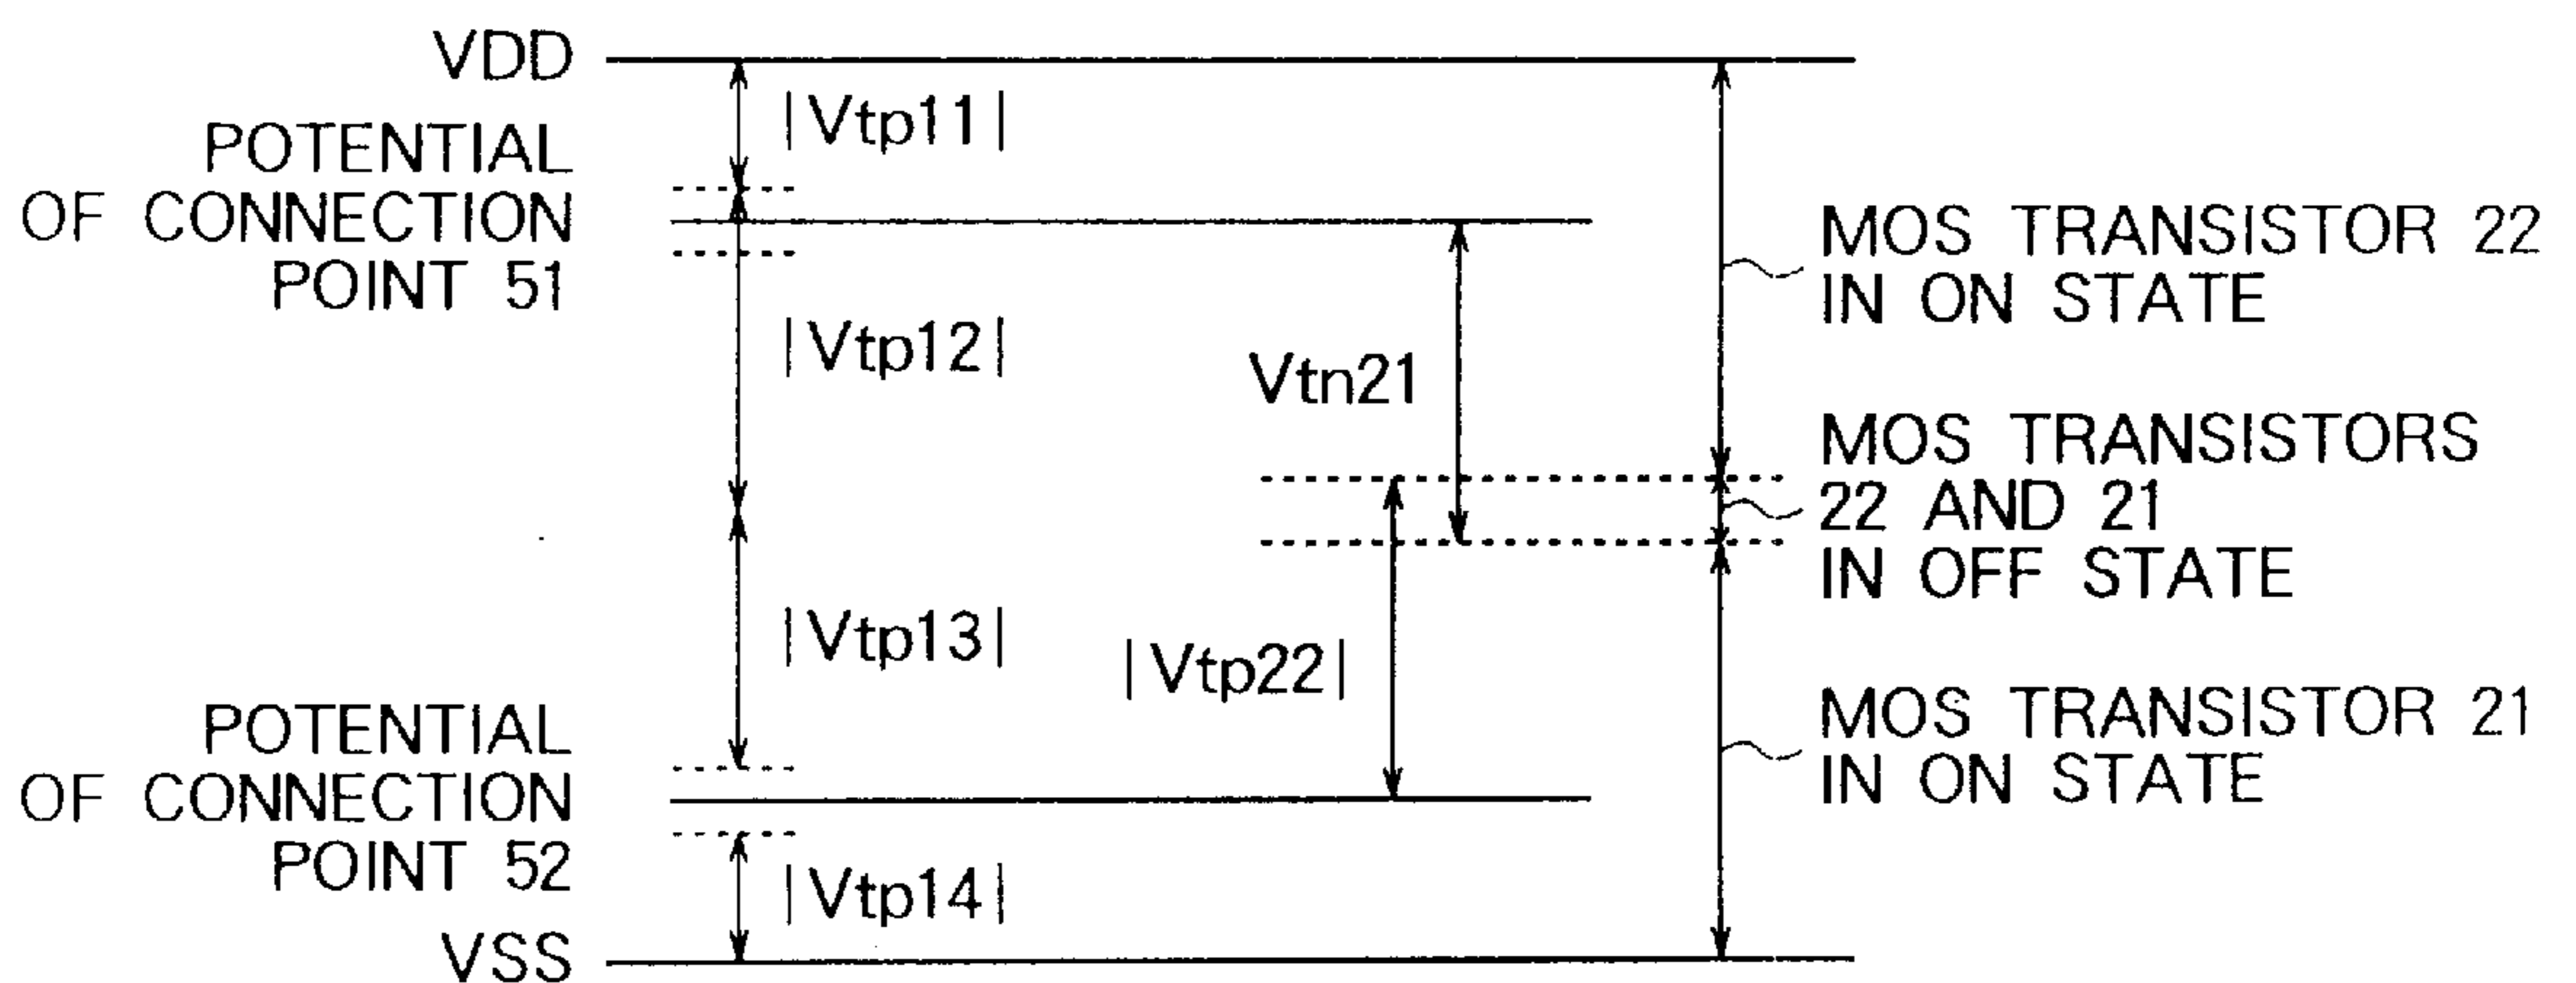 VDD
|Vtp11|
POTENTIAL
OF CONNECTION
POINT 51
|Vtp12|
Vtn21
MOS TRANSISTOR 22
IN ON STATE
MOS TRANSISTORS
22 AND 21
IN OFF STATE
|Vtp13|
|Vtp22|
MOS TRANSISTOR 21
IN ON STATE
POTENTIAL
OF CONNECTION
POINT 52
|Vtp14|
VSS